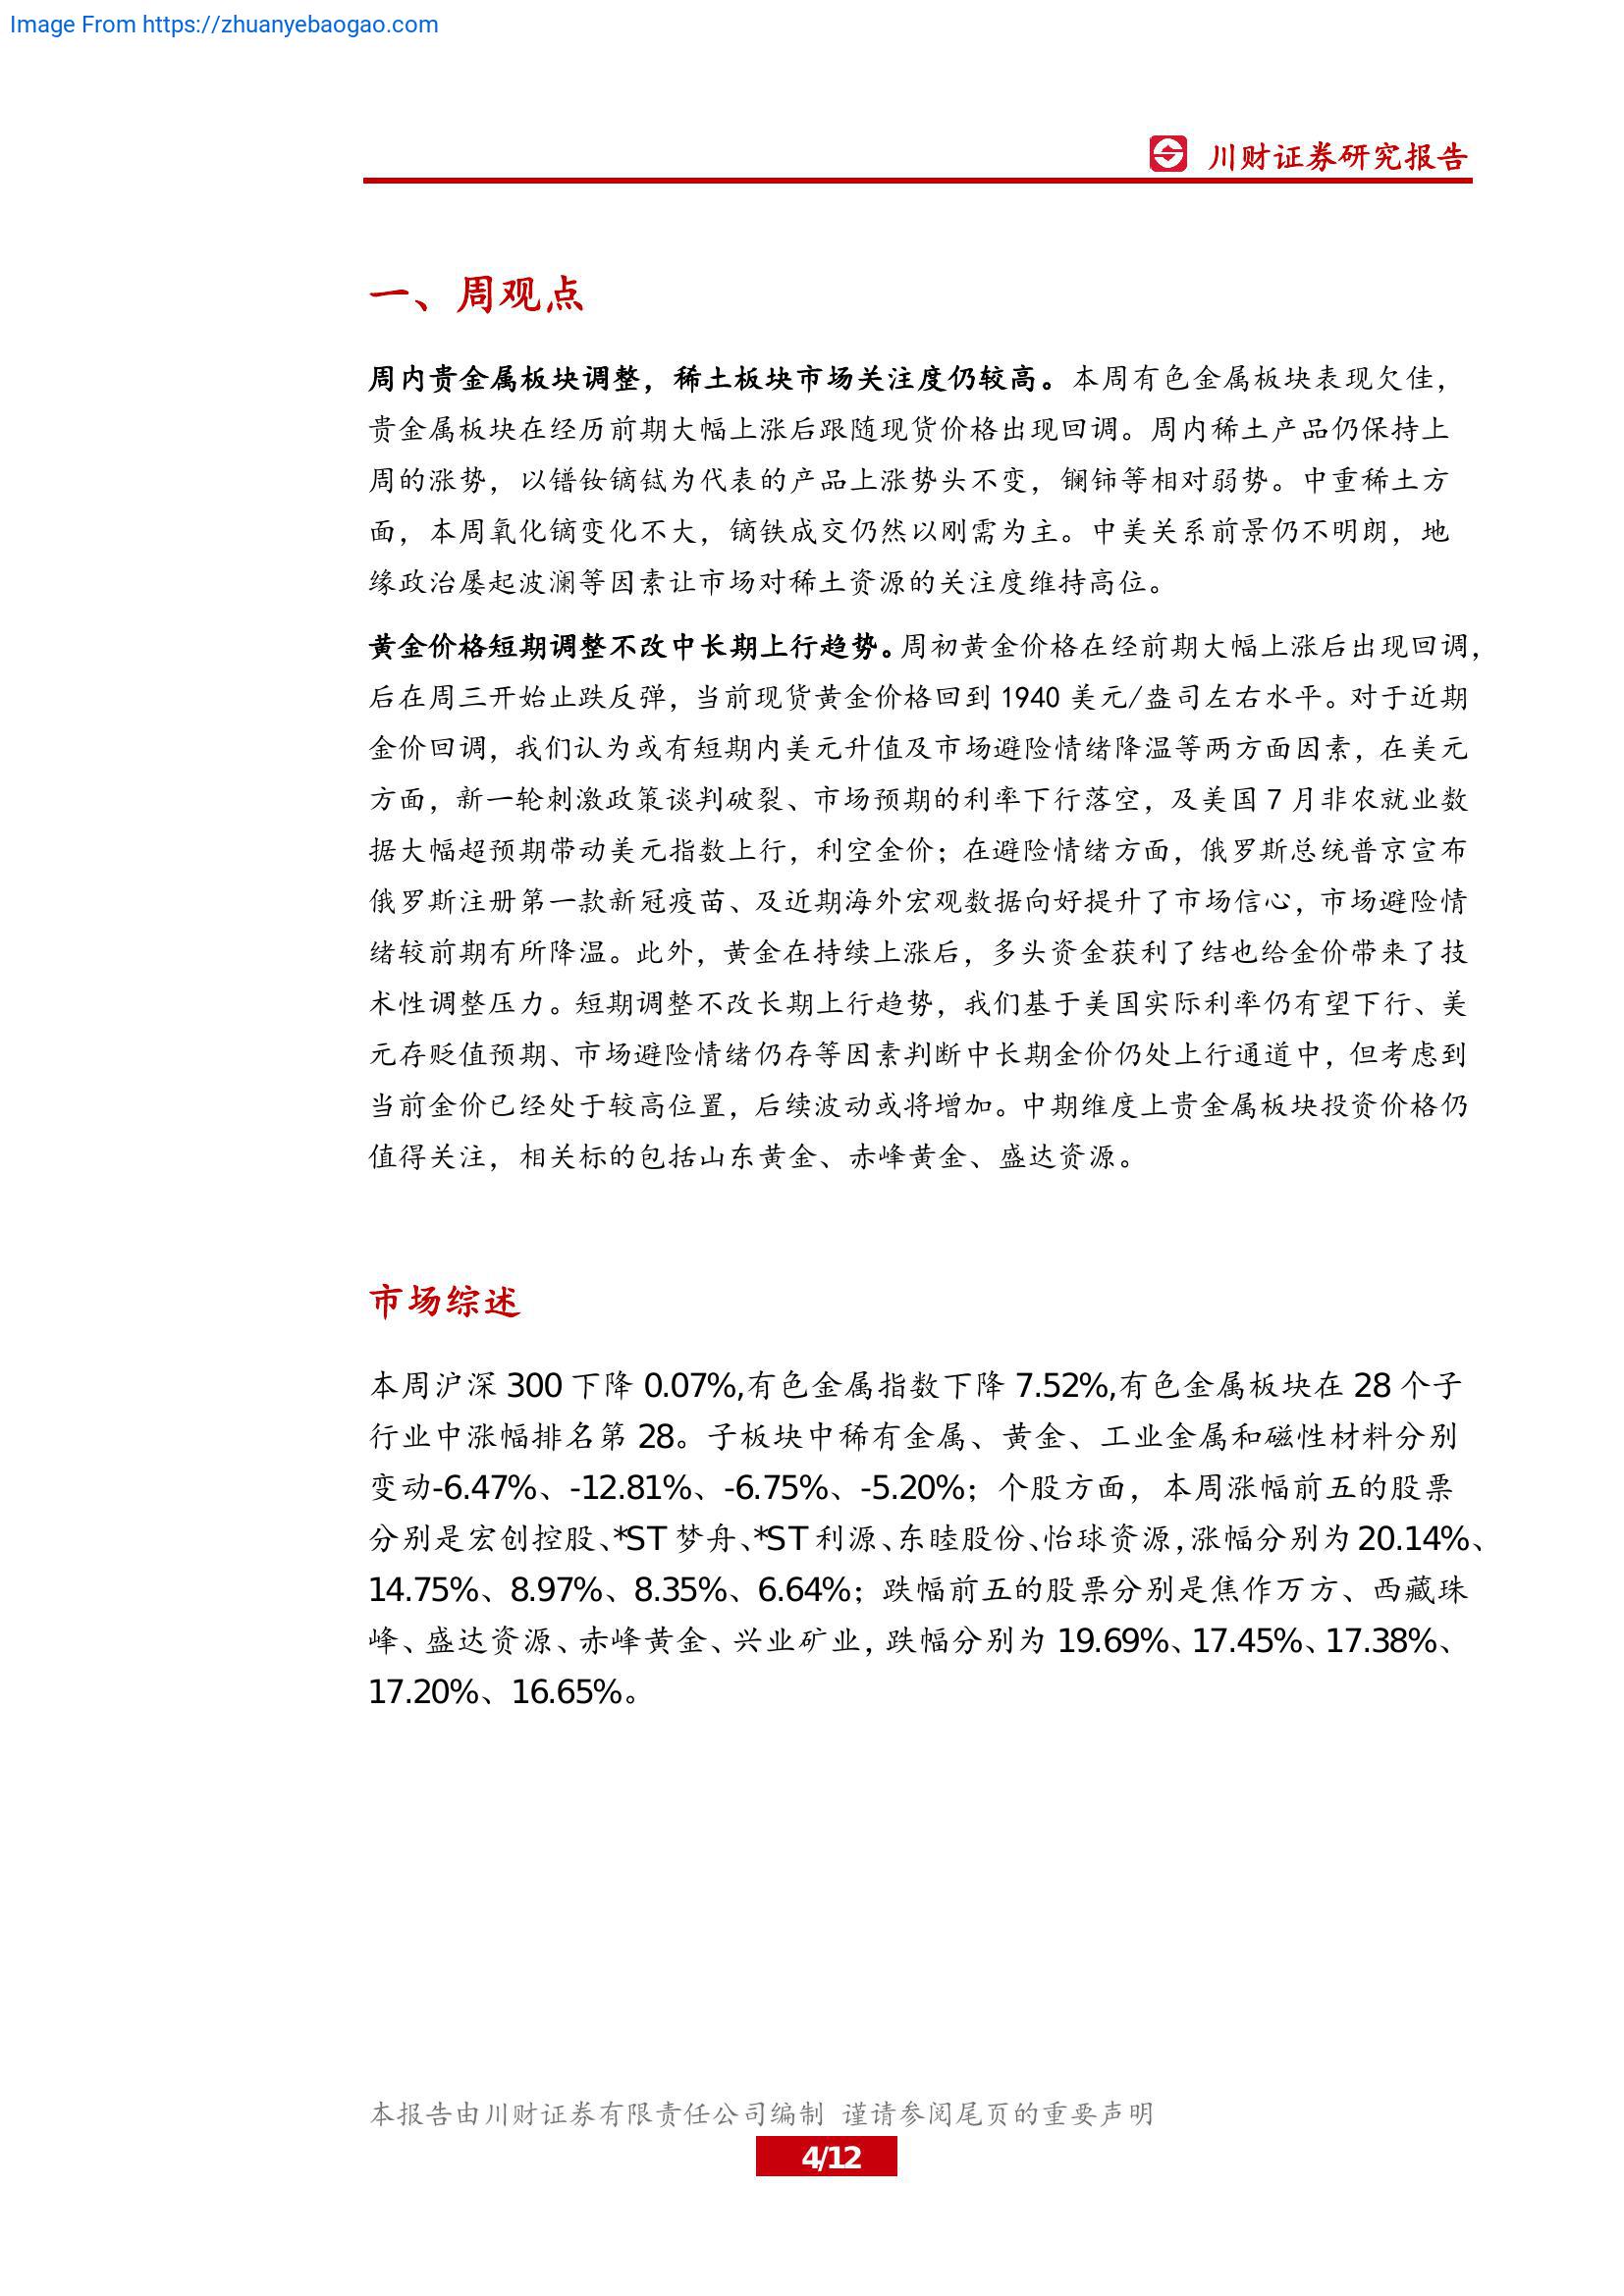 Image From https://zhuanyebaogao.com
川财证券研究报告
一、周观点
周内贵金属板块调整，稀土板块市场关注度仍较高。本周有色金属板块表现欠佳，
贵金属板块在经历前期大幅上涨后跟随现货价格出现回调。周内稀土产品仍保持上
周的涨势，以镨钕镝铽为代表的产品上涨势头不变，镧铈等相对弱势。中重稀土方
面，本周氧化镝变化不大，镝铁成交仍然以刚需为主。中美关系前景仍不明朗，地
缘政治屡起波澜等因素让市场对稀土资源的关注度维持高位。
黄金价格短期调整不改中长期上行趋势。周初黄金价格在经前期大幅上涨后出现回调，
后在周三开始止跌反弹，当前现货黄金价格回到 1940 美元/盎司左右水平。对于近期
金价回调，我们认为或有短期内美元升值及市场避险情绪降温等两方面因素，在美元
方面，新一轮刺激政策谈判破裂、市场预期的利率下行落空，及美国 7 月非农就业数
据大幅超预期带动美元指数上行，利空金价；在避险情绪方面，俄罗斯总统普京宣布
俄罗斯注册第一款新冠疫苗、及近期海外宏观数据向好提升了市场信心，市场避险情
绪较前期有所降温。此外，黄金在持续上涨后，多头资金获利了结也给金价带来了技
术性调整压力。短期调整不改长期上行趋势，我们基于美国实际利率仍有望下行、美
元存贬值预期、市场避险情绪仍存等因素判断中长期金价仍处上行通道中，但考虑到
当前金价已经处于较高位置，后续波动或将增加。中期维度上贵金属板块投资价格仍
值得关注，相关标的包括山东黄金、赤峰黄金、盛达资源。
市场综述
本周沪深 300 下降 0.07%,有色金属指数下降 7.52%,有色金属板块在 28 个子
行业中涨幅排名第 28。子板块中稀有金属、黄金、工业金属和磁性材料分别
变动-6.47%、-12.81%、-6.75%、-5.20%；个股方面，本周涨幅前五的股票
分别是宏创控股、*ST 梦舟、*ST 利源、东睦股份、怡球资源,涨幅分别为 20.14%、
14.75%、8.97%、8.35%、6.64%；跌幅前五的股票分别是焦作万方、西藏珠
峰、盛达资源、赤峰黄金、兴业矿业，跌幅分别为 19.69%、17.45%、17.38%、
17.20%、16.65%。
本报告由川财证券有限责任公司编制 谨请参阅尾页的重要声明
4/12